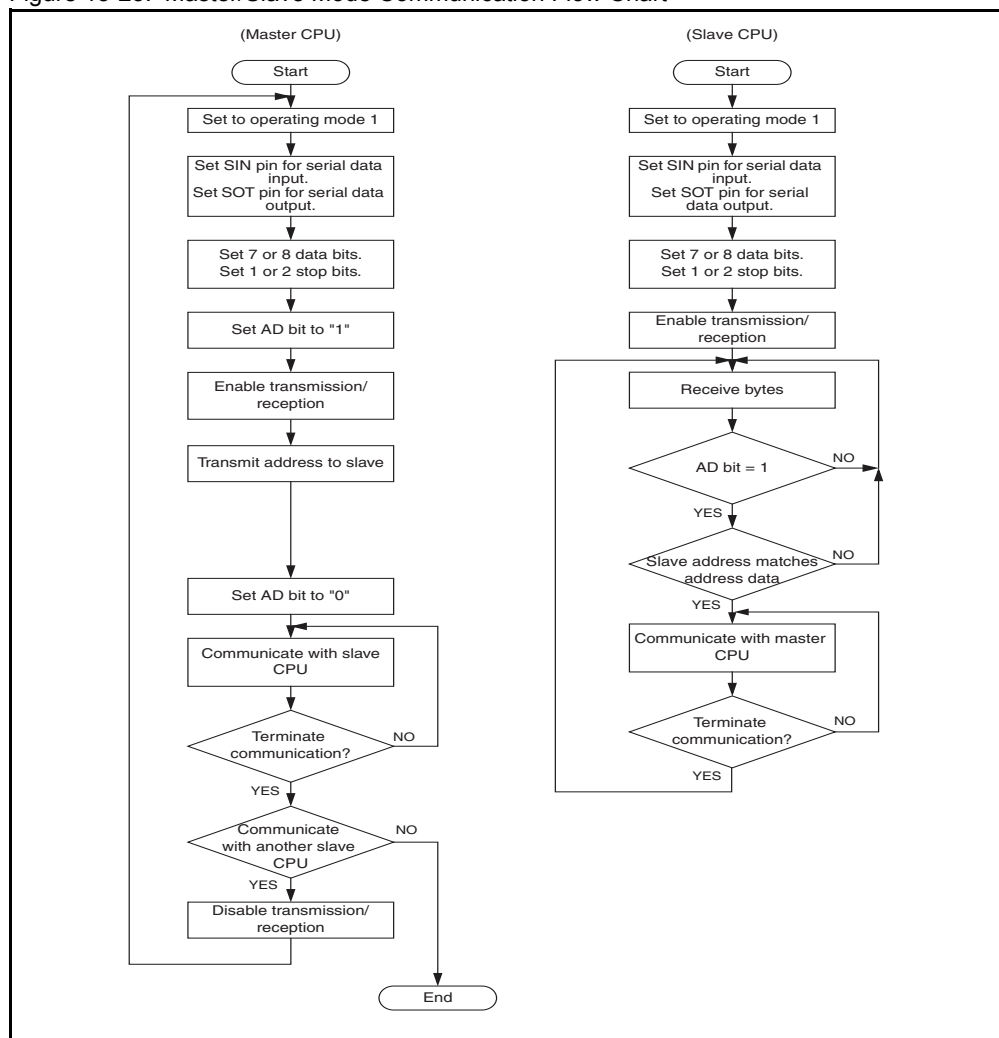 (Master CPU)
Start
Set to operating mode 1
Set SIN pin for serial data
input.
Set SOT pin for serial data
output.
Set 7 or 8 data bits.
Set 1 or 2 stop bits.
Set AD bit to "1"
Enable transmission/
reception
Transmit address to slave
Set AD bit to "0"
Communicate with slave
CPU
Terminate
communication?
NO
YES
Communicate
with another slave
CPU
NO
YES
Disable transmission/
reception
End
(Slave CPU)
Start
Set to operating mode 1
Set SIN pin for serial data
input.
Set SOT pin for serial
data output.
Set 7 or 8 data bits.
Set 1 or 2 stop bits.
Enable transmission/
reception
Receive bytes
AD bit = 1
NO
YES
Slave address matches
address data
NO
YES
Communicate with master
CPU
Terminate
communication?
NO
YES